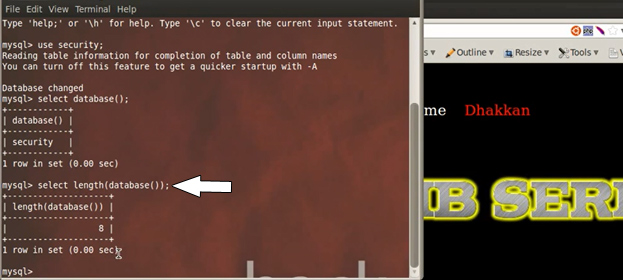 File Edit View Search Terminal Help
Type 'help;' or '\h' for help. Type '\c' to clear the current input statement.
mysql> use security;
Reading table information for completion of table and column names
You can turn off this feature to get a quicker startup with -A
Database changed
mysql> select database();
+------------+
| database() |
+------------+
| security   |
+------------+
1 row in set (0.00 sec)
mysql> select length(database());
+--------------------+
| length(database()) |
+--------------------+
|                  8 |
+--------------------+
1 row in set (0.00 sec)
mysql>
Outline Resize Tools
me Dhakkan